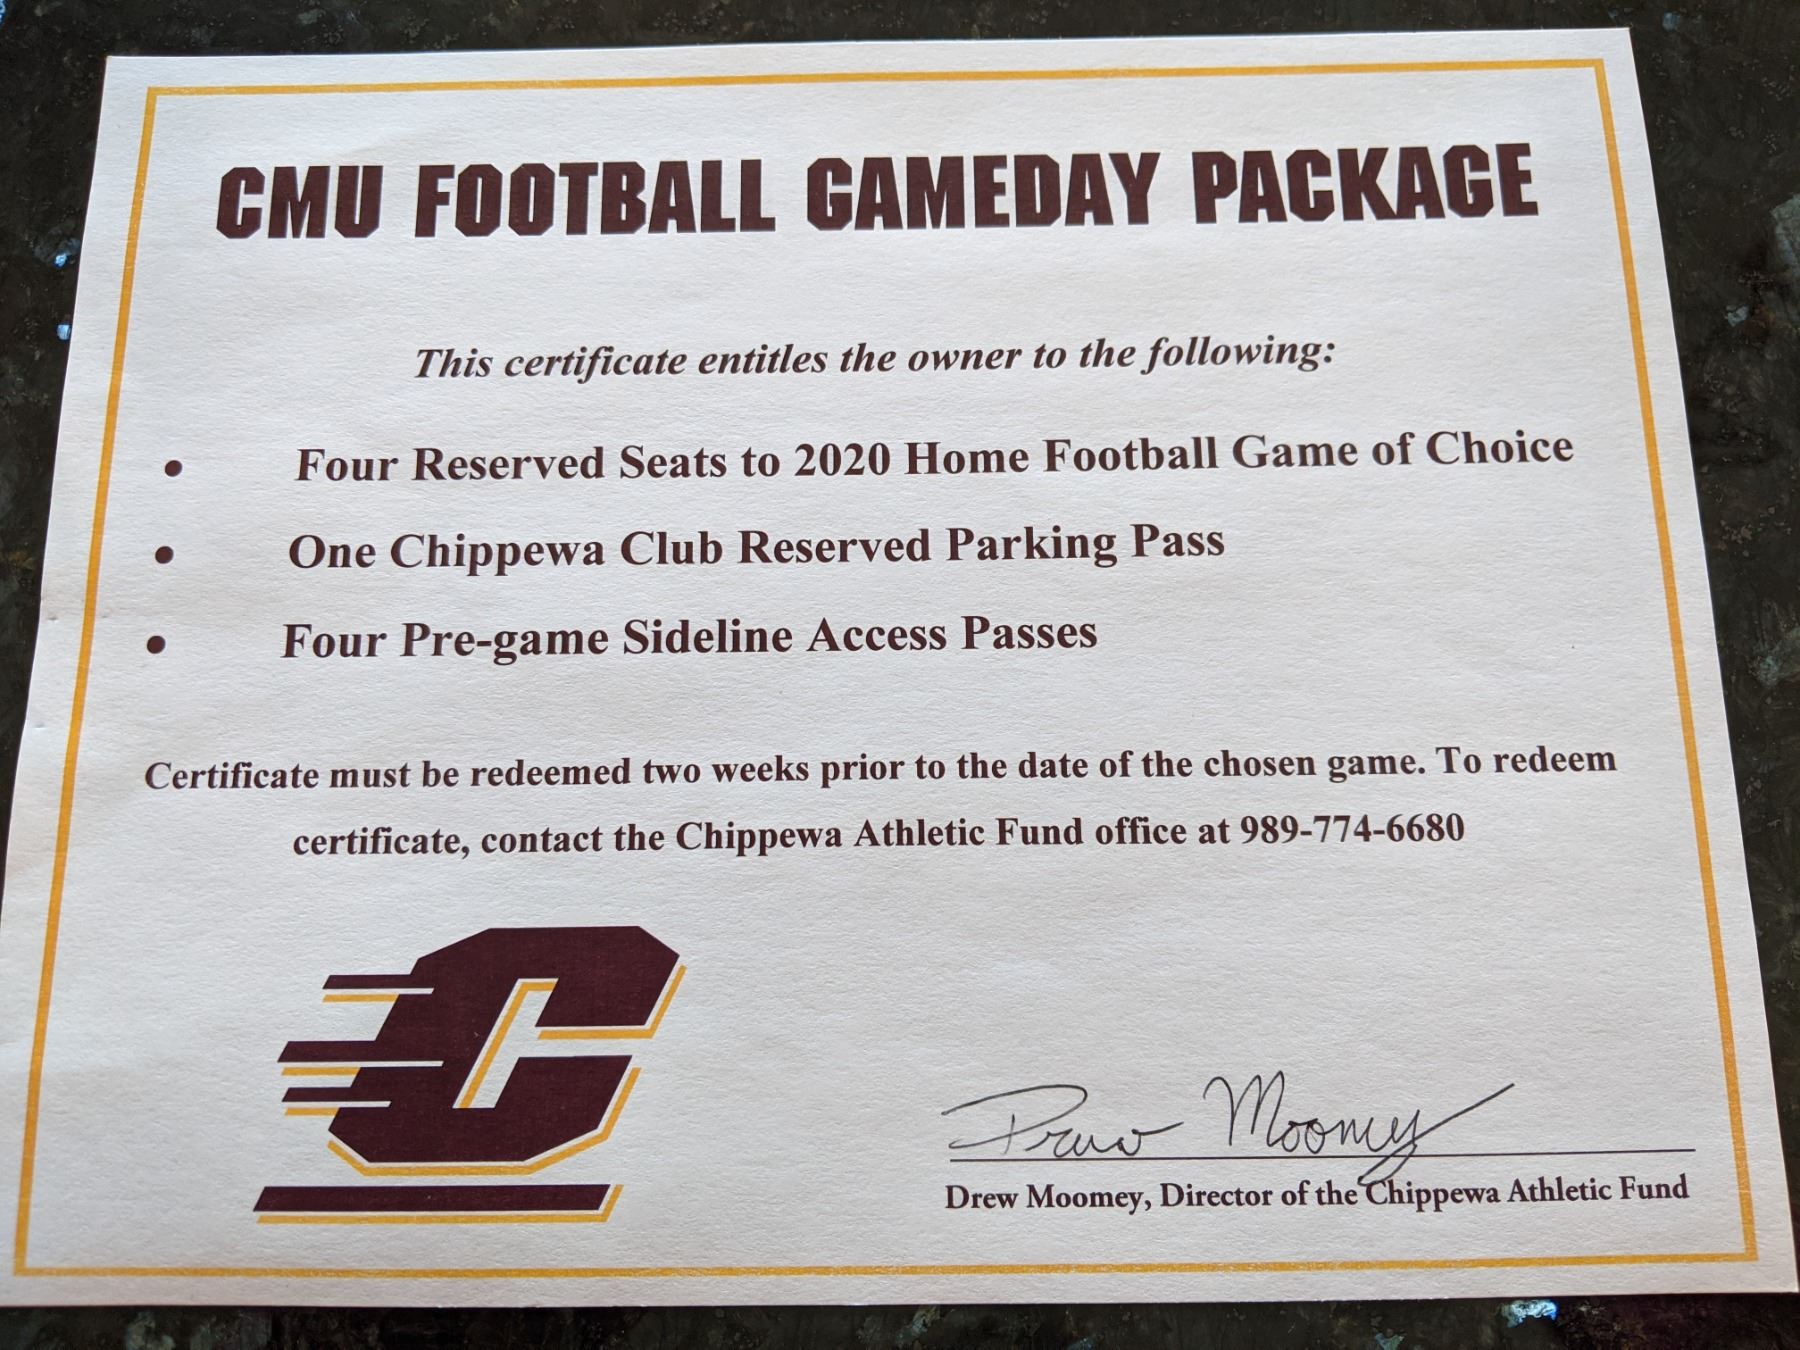 CMU FOOTBALL GAMEDAY PACKAGE
This certificate entitles the owner to the following:
• Four Reserved Seats to 2020 Home Football Game of Choice
• One Chippewa Club Reserved Parking Pass
• Four Pre-game Sideline Access Passes
Certificate must be redeemed two weeks prior to the date of the chosen game. To redeem
certificate, contact the Chippewa Athletic Fund office at 989-774-6680
C
Drew Moomey
Drew Moomey, Director of the Chippewa Athletic Fund